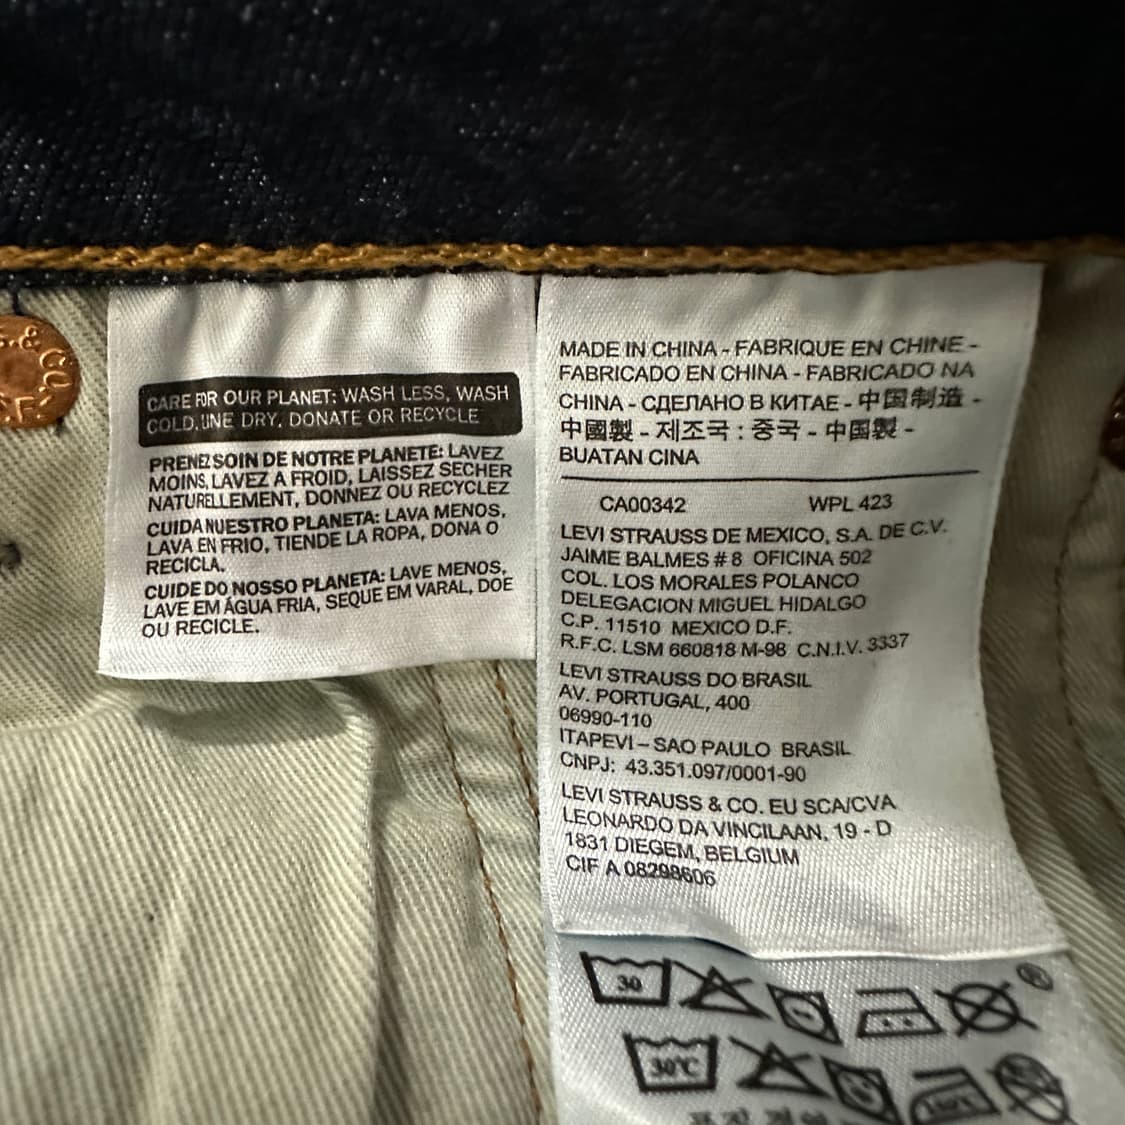 & CO.
S.F.
CARE FOR OUR PLANET: WASH LESS, WASH
COLD, LINE DRY, DONATE OR RECYCLE
PRENEZ SOIN DE NOTRE PLANETE: LAVEZ
MOINS, LAVEZ A FROID, LAISSEZ SECHER
NATURELLEMENT, DONNEZ OU RECYCLEZ
CUIDA NUESTRO PLANETA: LAVA MENOS,
LAVA EN FRIO, TIENDE LA ROPA, DONA O
RECICLA.
CUIDE DO NOSSO PLANETA: LAVE MENOS,
LAVE EM ÁGUA FRIA, SEQUE EM VARAL, DOE
OU RECICLE.
MADE IN CHINA - FABRIQUE EN CHINE -
FABRICADO EN CHINA - FABRICADO NA
CHINA - СДЕЛАНО В КИТАЕ - 中国制造 -
中國製 - 제조국 : 중국 - 中国製 -
BUATAN CINA
CA00342 WPL 423
LEVI STRAUSS DE MEXICO, S.A. DE C.V.
JAIME BALMES # 8 OFICINA 502
COL. LOS MORALES POLANCO
DELEGACION MIGUEL HIDALGO
C.P. 11510 MEXICO D.F.
R.F.C. LSM 660818 M-98 C.N.I.V. 3337
LEVI STRAUSS DO BRASIL
AV. PORTUGAL, 400
06990-110
ITAPEVI – SAO PAULO BRASIL
CNPJ: 43.351.097/0001-90
LEVI STRAUSS & CO. EU SCA/CVA
LEONARDO DA VINCILAAN, 19 - D
1831 DIEGEM, BELGIUM
CIF A 08298606
30 ®
30°C